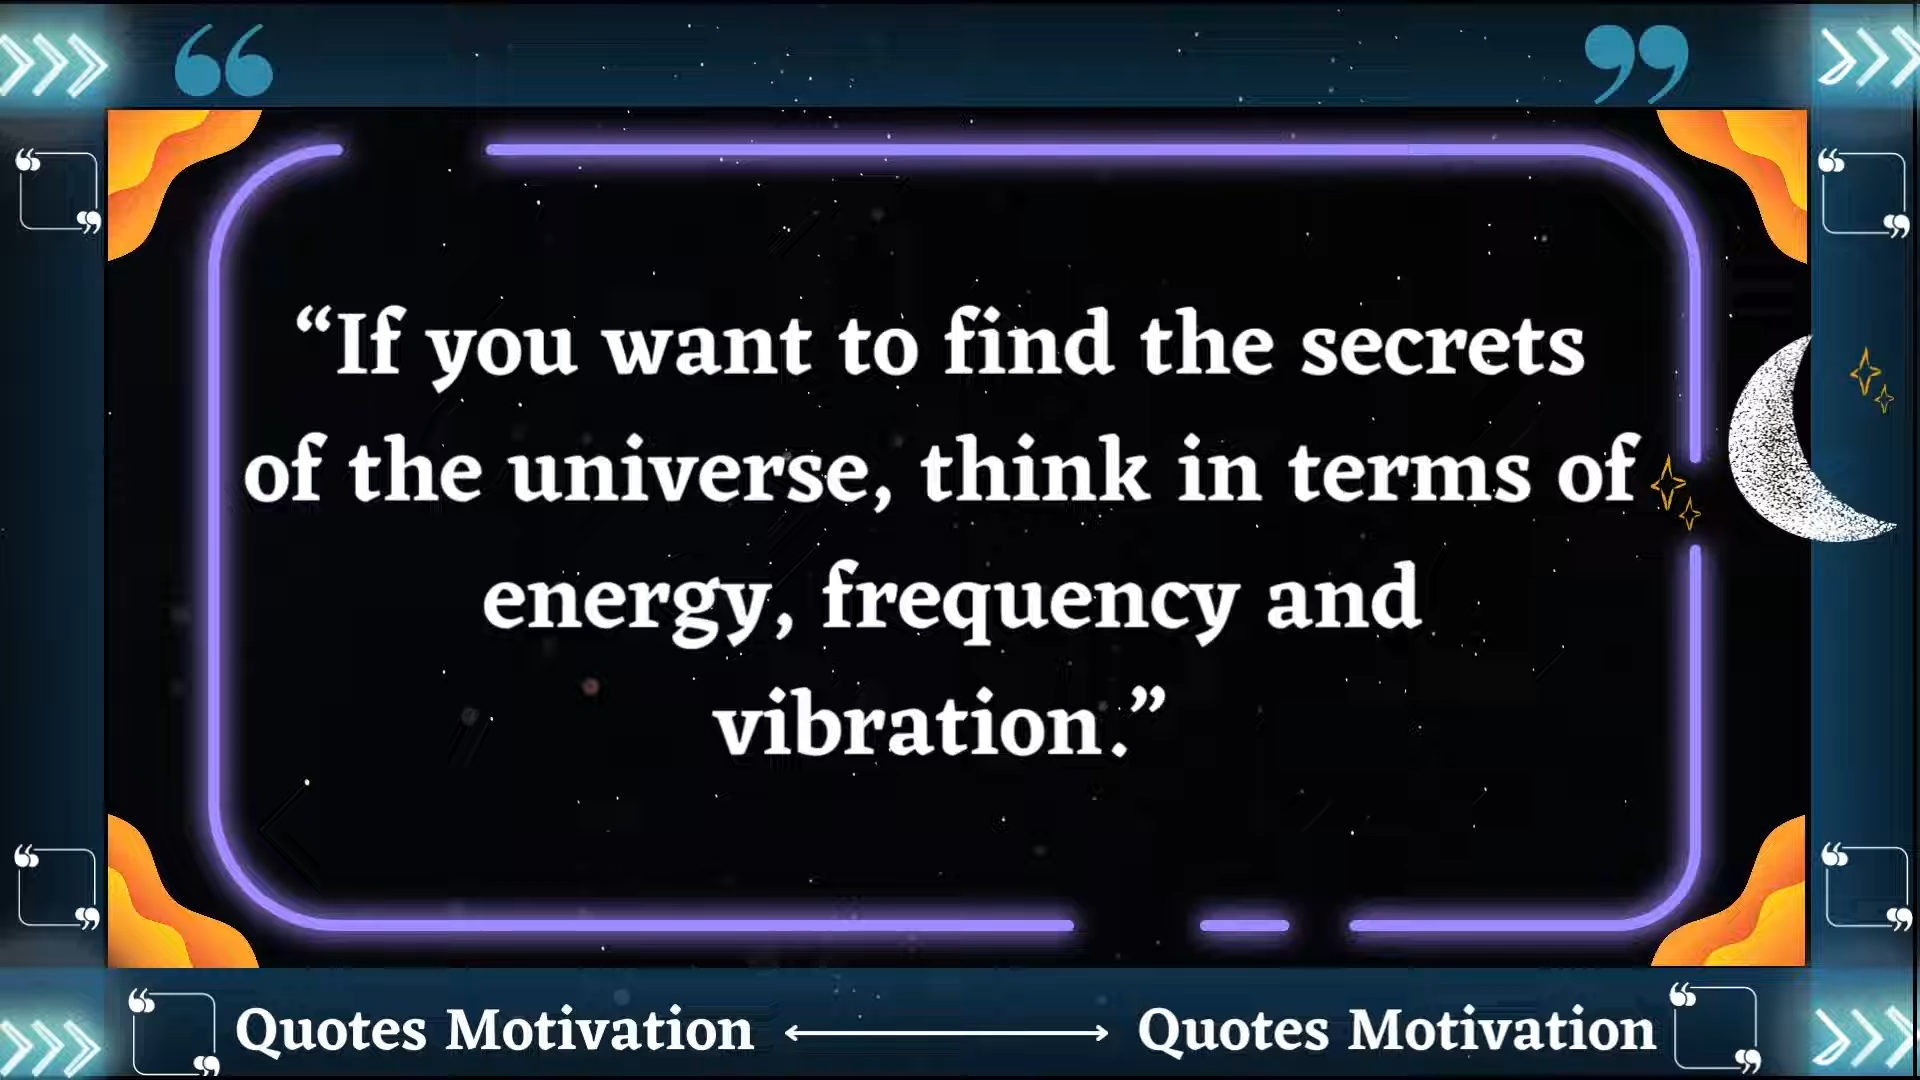 “If you want to find the secrets
of the universe, think in terms of
energy, frequency and
vibration.”
Quotes Motivation
Quotes Motivation